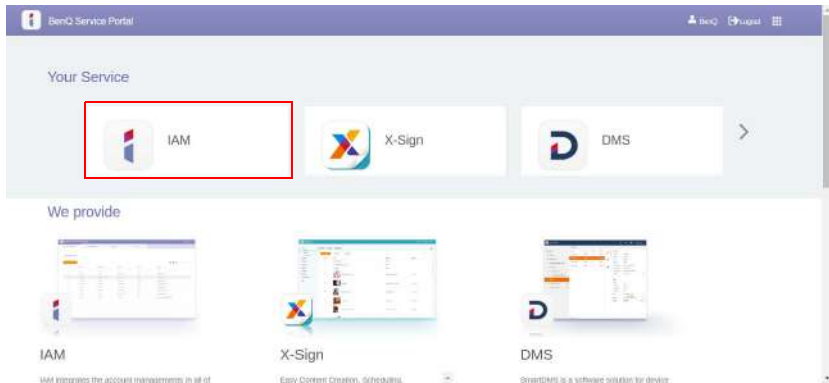 BenQ Service Portal
BenQ Logout
Your Service
IAM X-Sign DMS
We provide
IAM X-Sign DMS
IAM integrates the account managements in all of Easy Content Creation, Scheduling, SmartDMS is a software solution for device